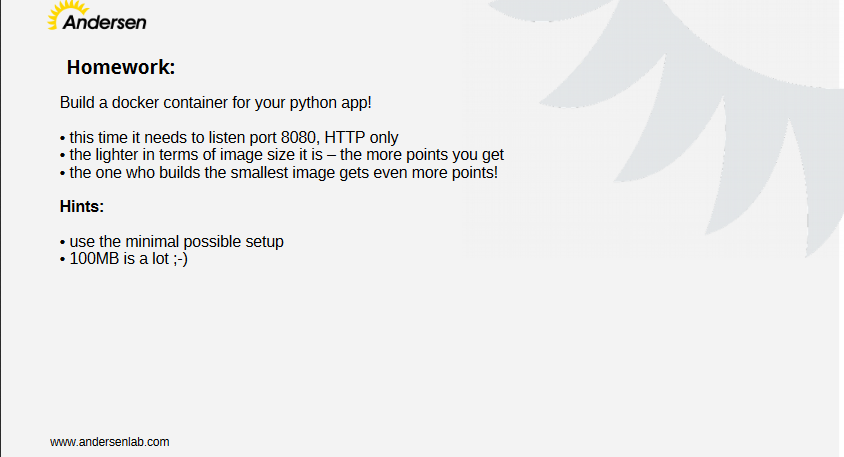 Andersen
Homework:
Build a docker container for your python app!
• this time it needs to listen port 8080, HTTP only
• the lighter in terms of image size it is – the more points you get
• the one who builds the smallest image gets even more points!
Hints:
• use the minimal possible setup
• 100MB is a lot ;-)
www.andersenlab.com